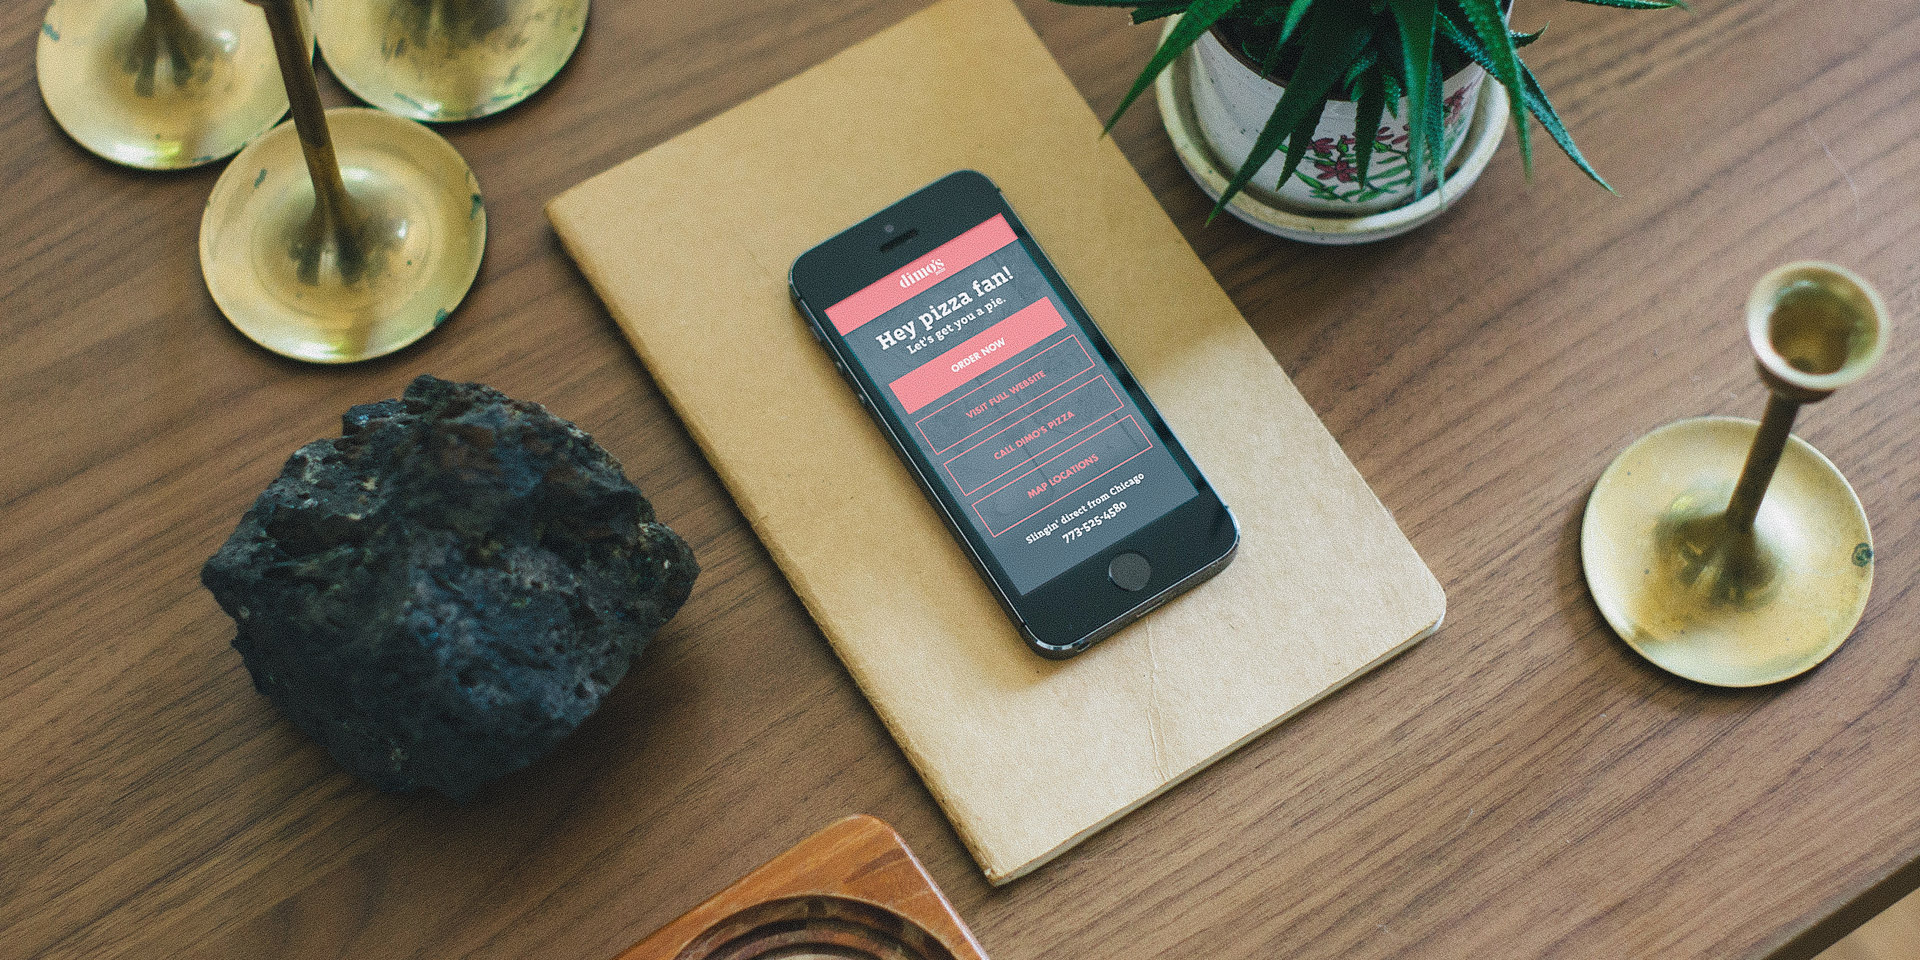 dimo's
Hey pizza fan!
Let's get you a pie.
ORDER NOW
VISIT FULL WEBSITE
CALL DIMO'S PIZZA
MAP LOCATIONS
Slingin' direct from Chicago
773-525-4580